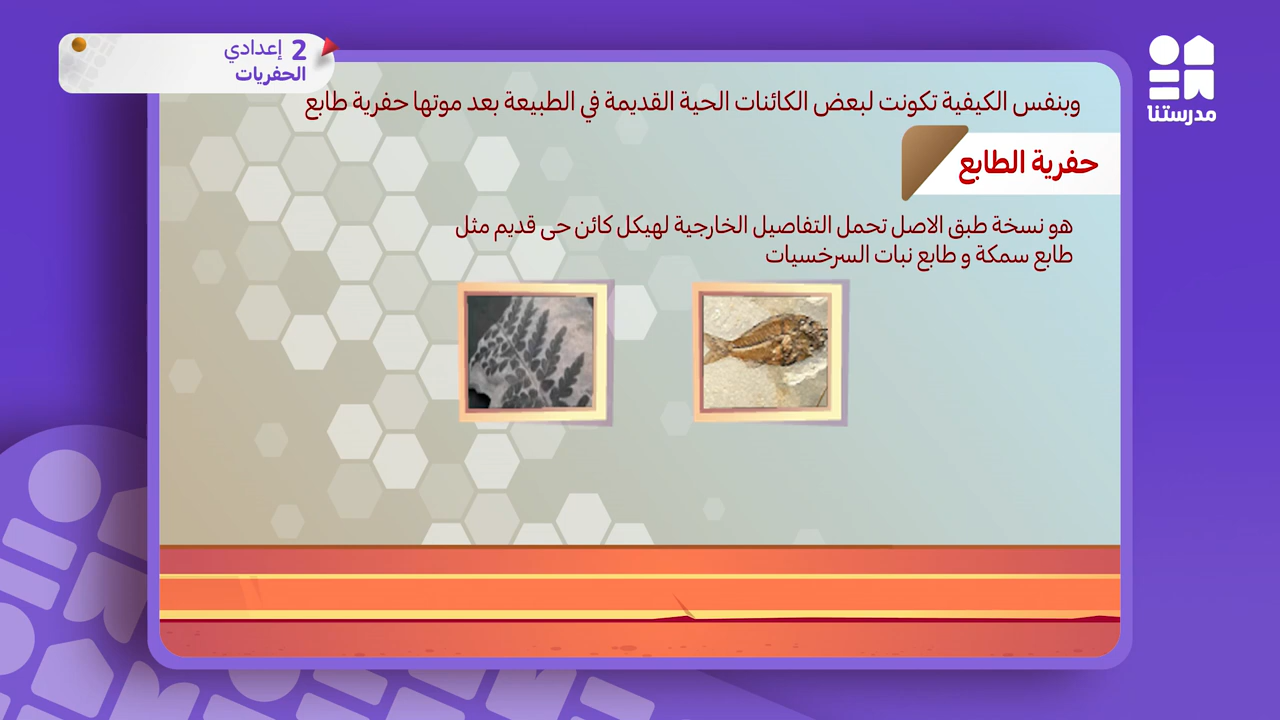 2 إعدادي
الحفريات
مدرستنا
وبنفس الكيفية تكونت لبعض الكائنات الحية القديمة في الطبيعة بعد موتها حفرية طابع
حفرية الطابع
هو نسخة طبق الاصل تحمل التفاصيل الخارجية لهيكل كائن حى قديم مثل
طابع سمكة و طابع نبات السرخسيات